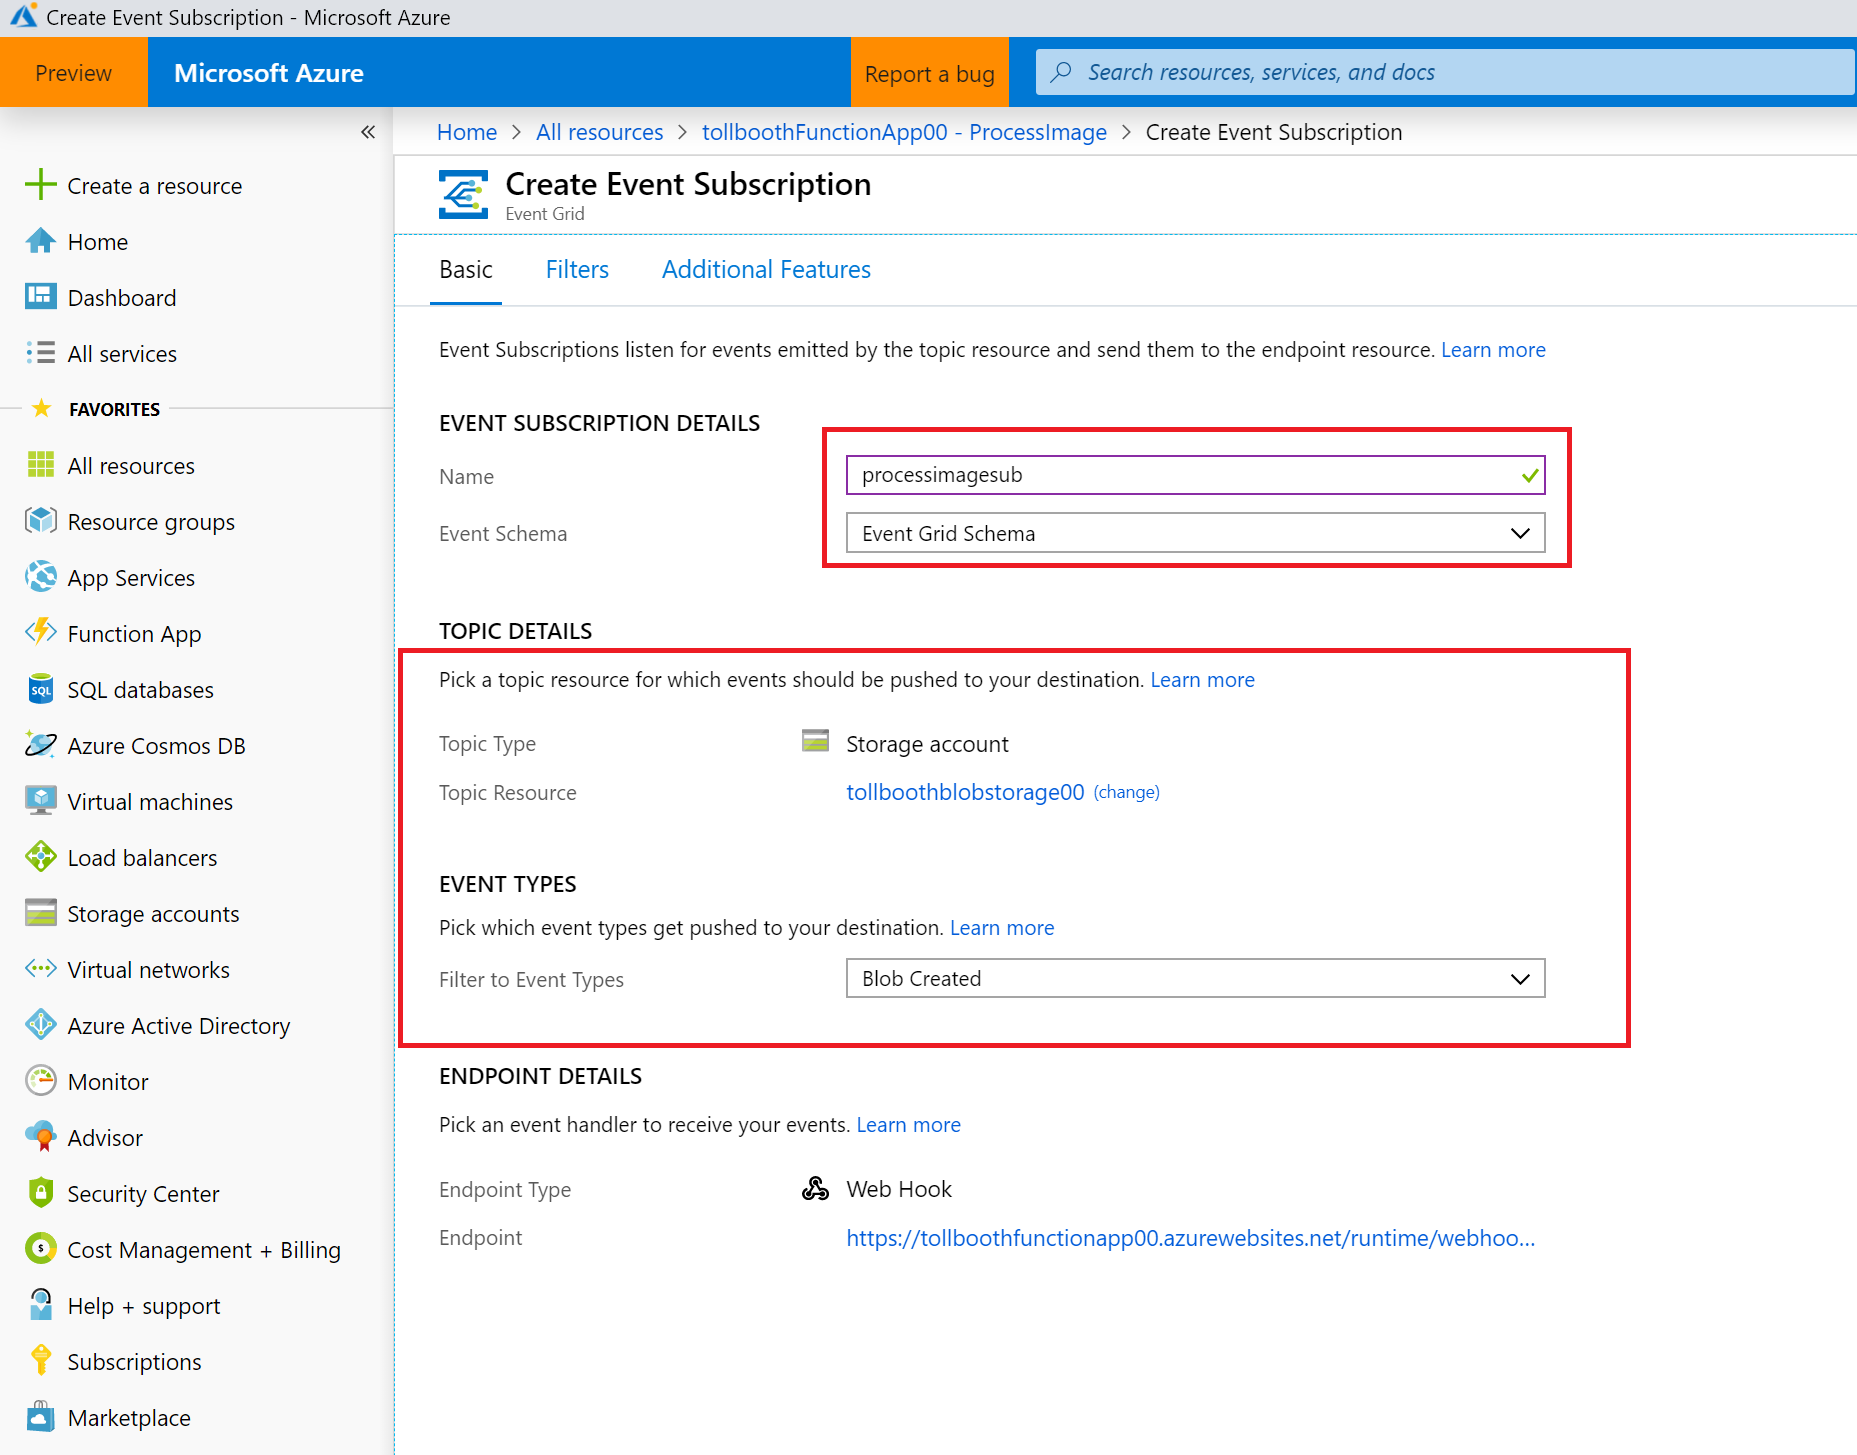 Create Event Subscription - Microsoft Azure
Preview
Microsoft Azure
Report a bug
Search resources, services, and docs
«
Create a resource
Home
Dashboard
All services
FAVORITES
All resources
Resource groups
App Services
Function App
SQL
SQL databases
Azure Cosmos DB
Virtual machines
Load balancers
Storage accounts
Virtual networks
Azure Active Directory
Monitor
Advisor
Security Center
$
Cost Management + Billing
Help + support
Subscriptions
Marketplace
Home > All resources > tollboothFunctionApp00 - ProcessImage > Create Event Subscription
Create Event Subscription
Event Grid
Basic Filters Additional Features
Event Subscriptions listen for events emitted by the topic resource and send them to the endpoint resource. Learn more
EVENT SUBSCRIPTION DETAILS
Name processimagesub
Event Schema Event Grid Schema
TOPIC DETAILS
Pick a topic resource for which events should be pushed to your destination. Learn more
Topic Type Storage account
Topic Resource tollboothblobstorage00 (change)
EVENT TYPES
Pick which event types get pushed to your destination. Learn more
Filter to Event Types Blob Created
ENDPOINT DETAILS
Pick an event handler to receive your events. Learn more
Endpoint Type Web Hook
Endpoint https://tollboothfunctionapp00.azurewebsites.net/runtime/webhoo...